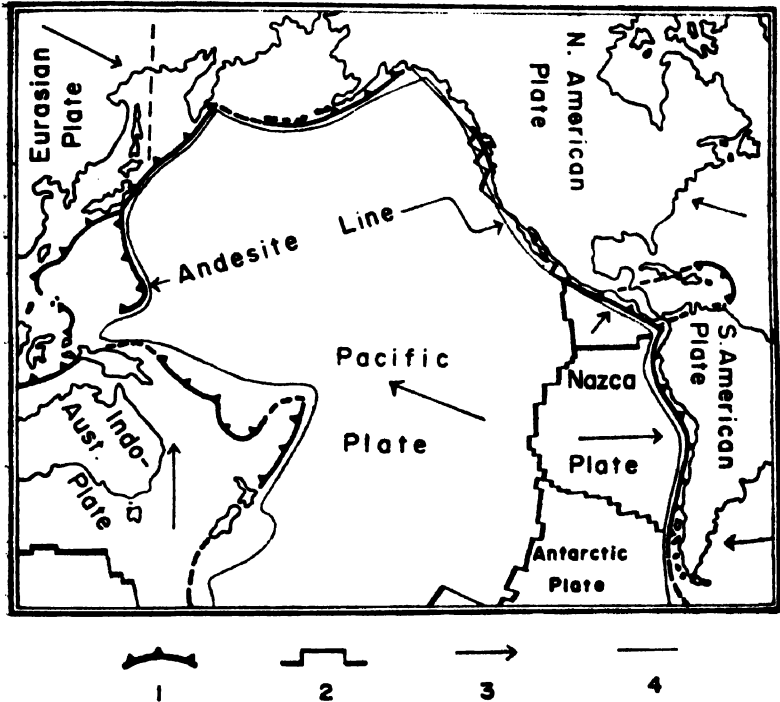 Eurasian
Plate
N. American
Plate
Andesite Line
Pacific
Plate
Nazca
Plate
S. American
Plate
Indo-
Aust.
Plate
Antarctic
Plate
1 2 3 4